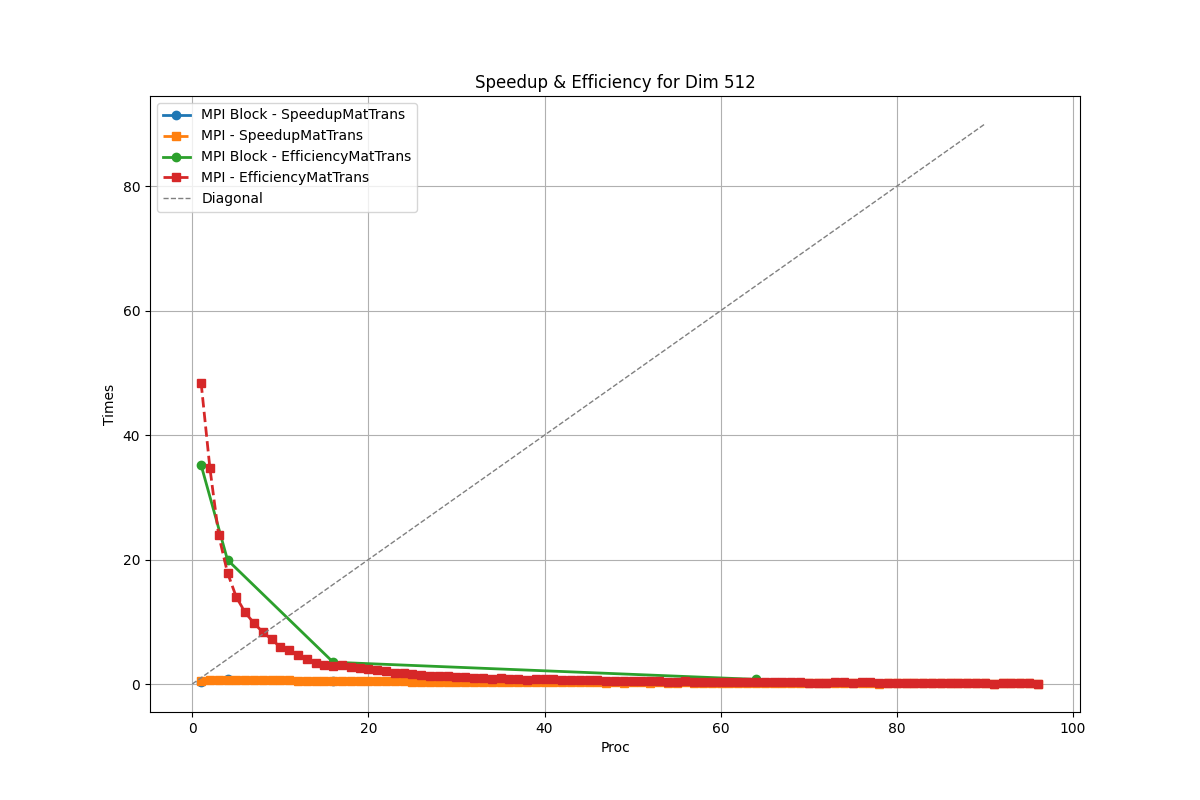 Speedup & Efficiency for Dim 512
MPI Block - SpeedupMatTrans
MPI - SpeedupMatTrans
MPI Block - EfficiencyMatTrans
MPI - EfficiencyMatTrans
Diagonal
80
60
40
20
0
Times
0 20 40 60 80 100
Proc